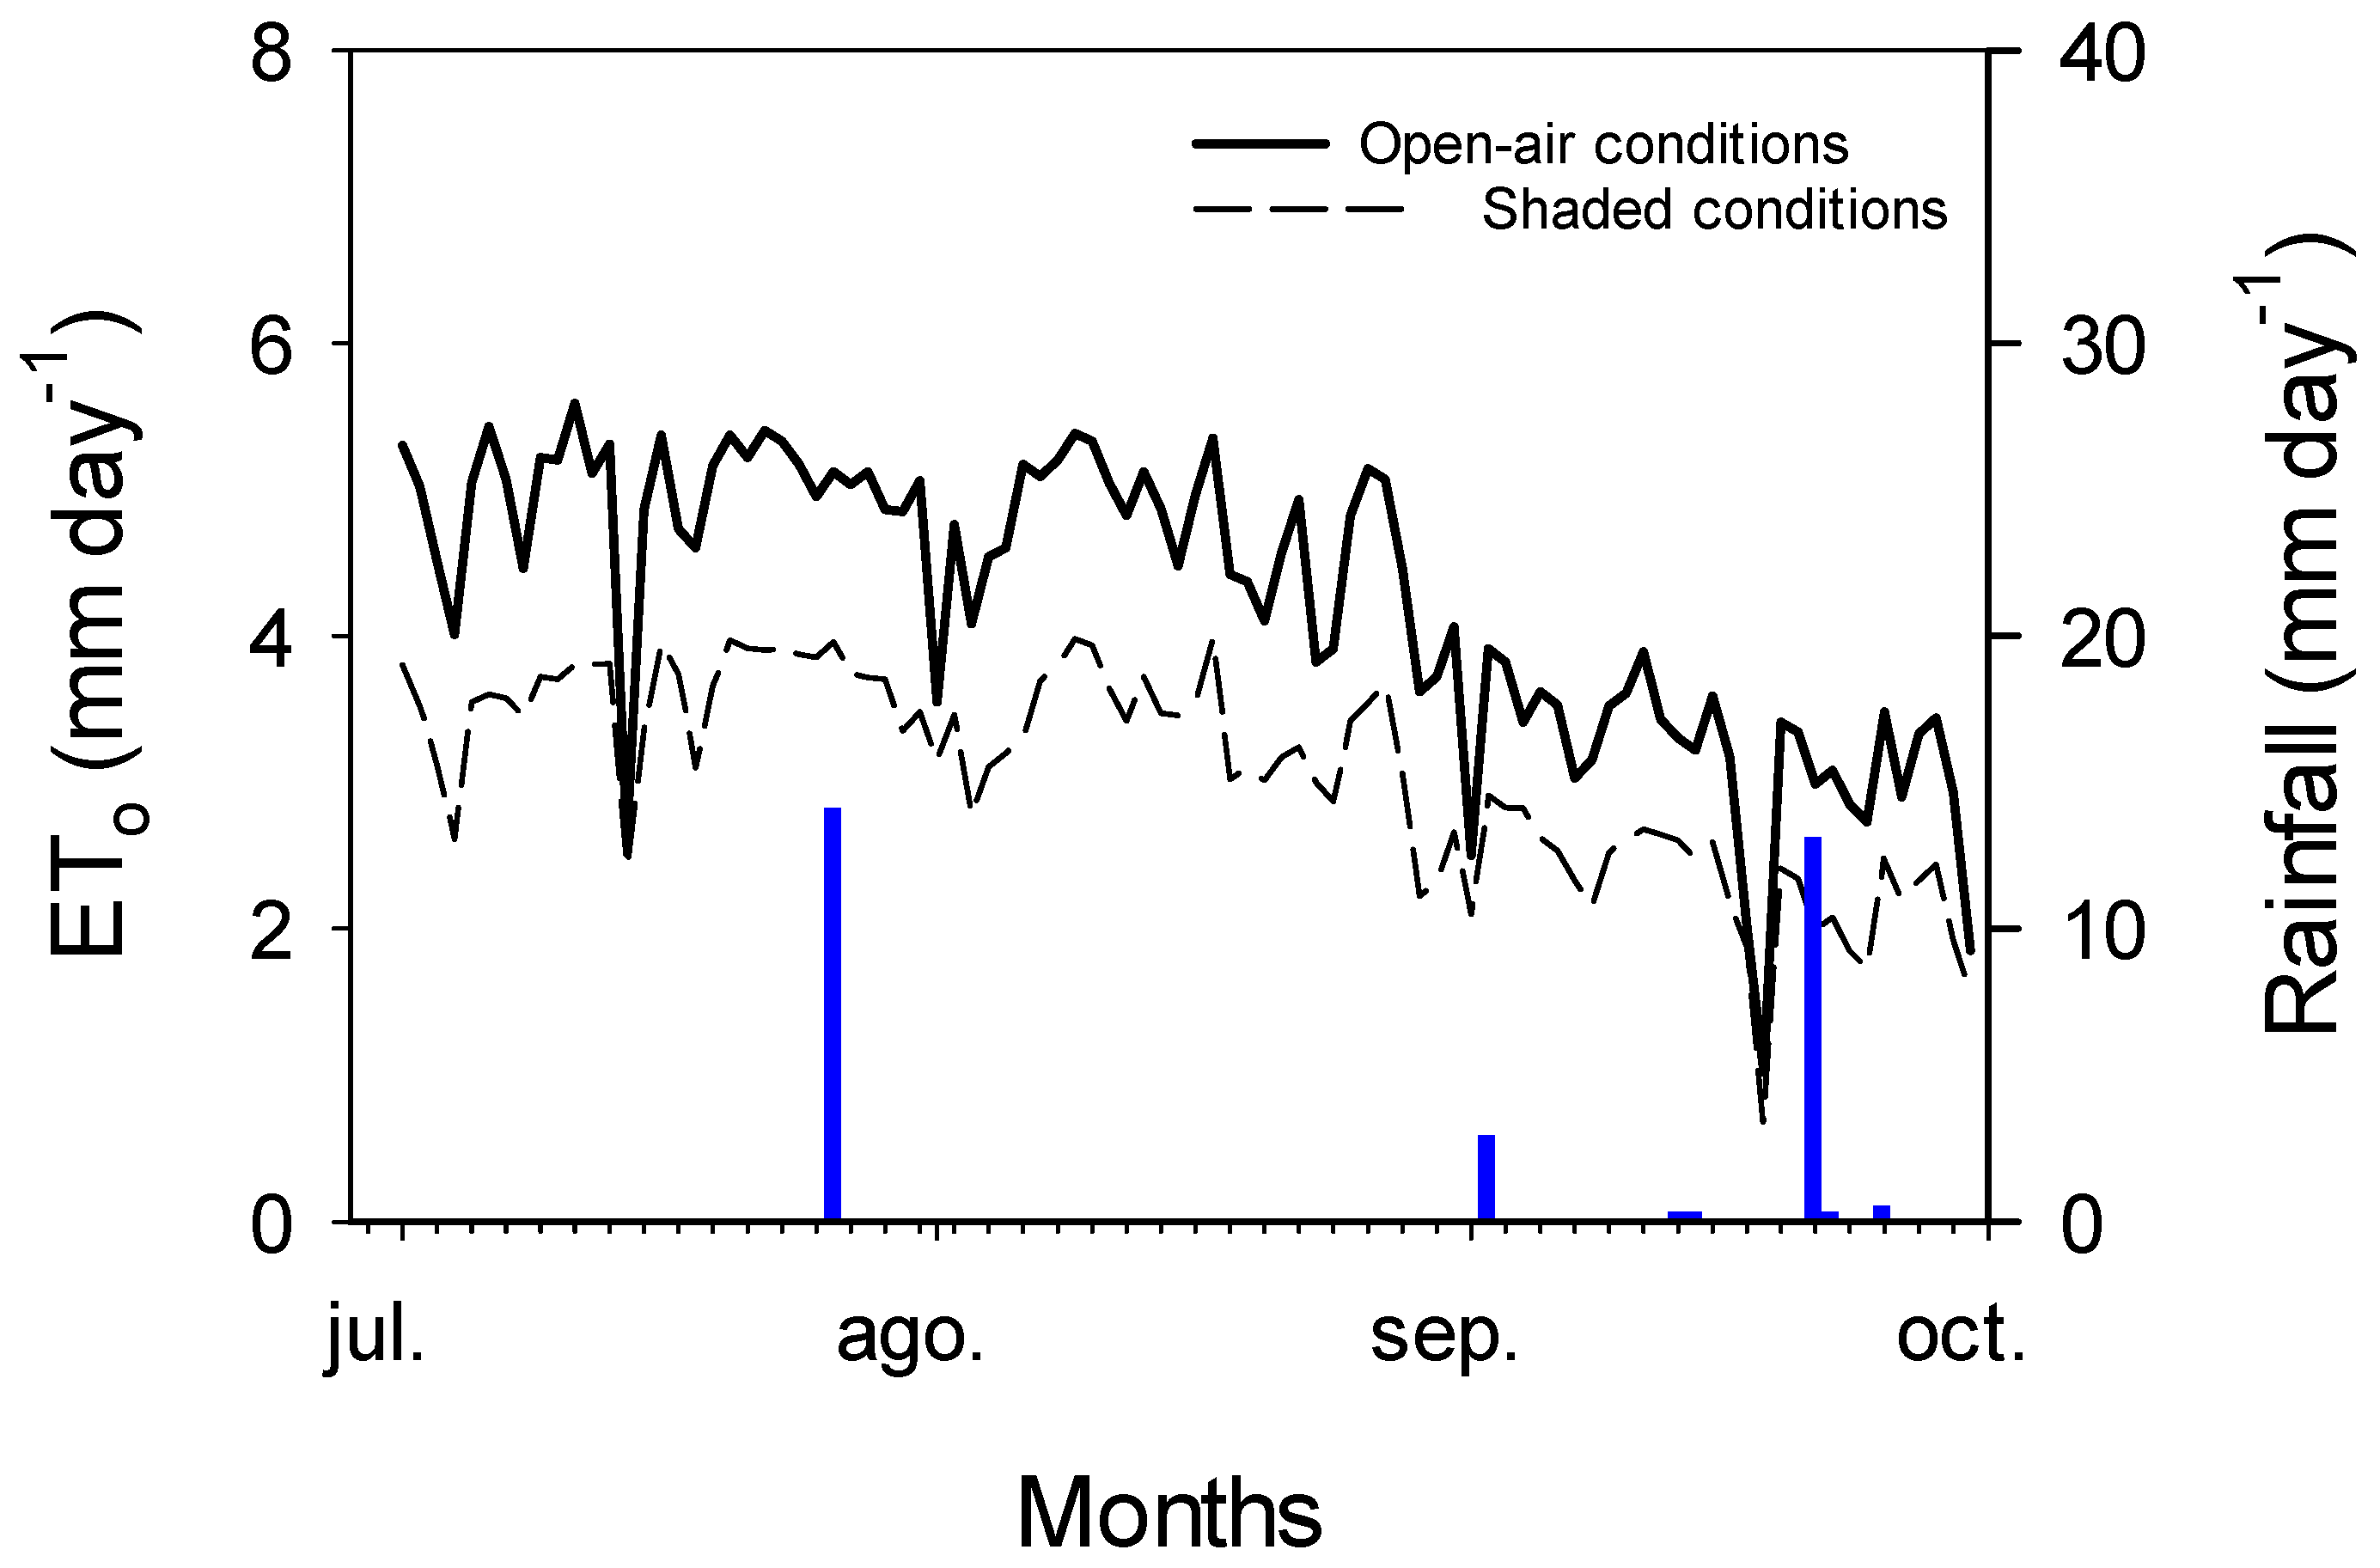 8
6
4
2
0
ETo (mm day-1)
40
30
20
10
0
Rainfall (mm day-1)
Open-air conditions
Shaded conditions
jul. ago. sep. oct.
Months